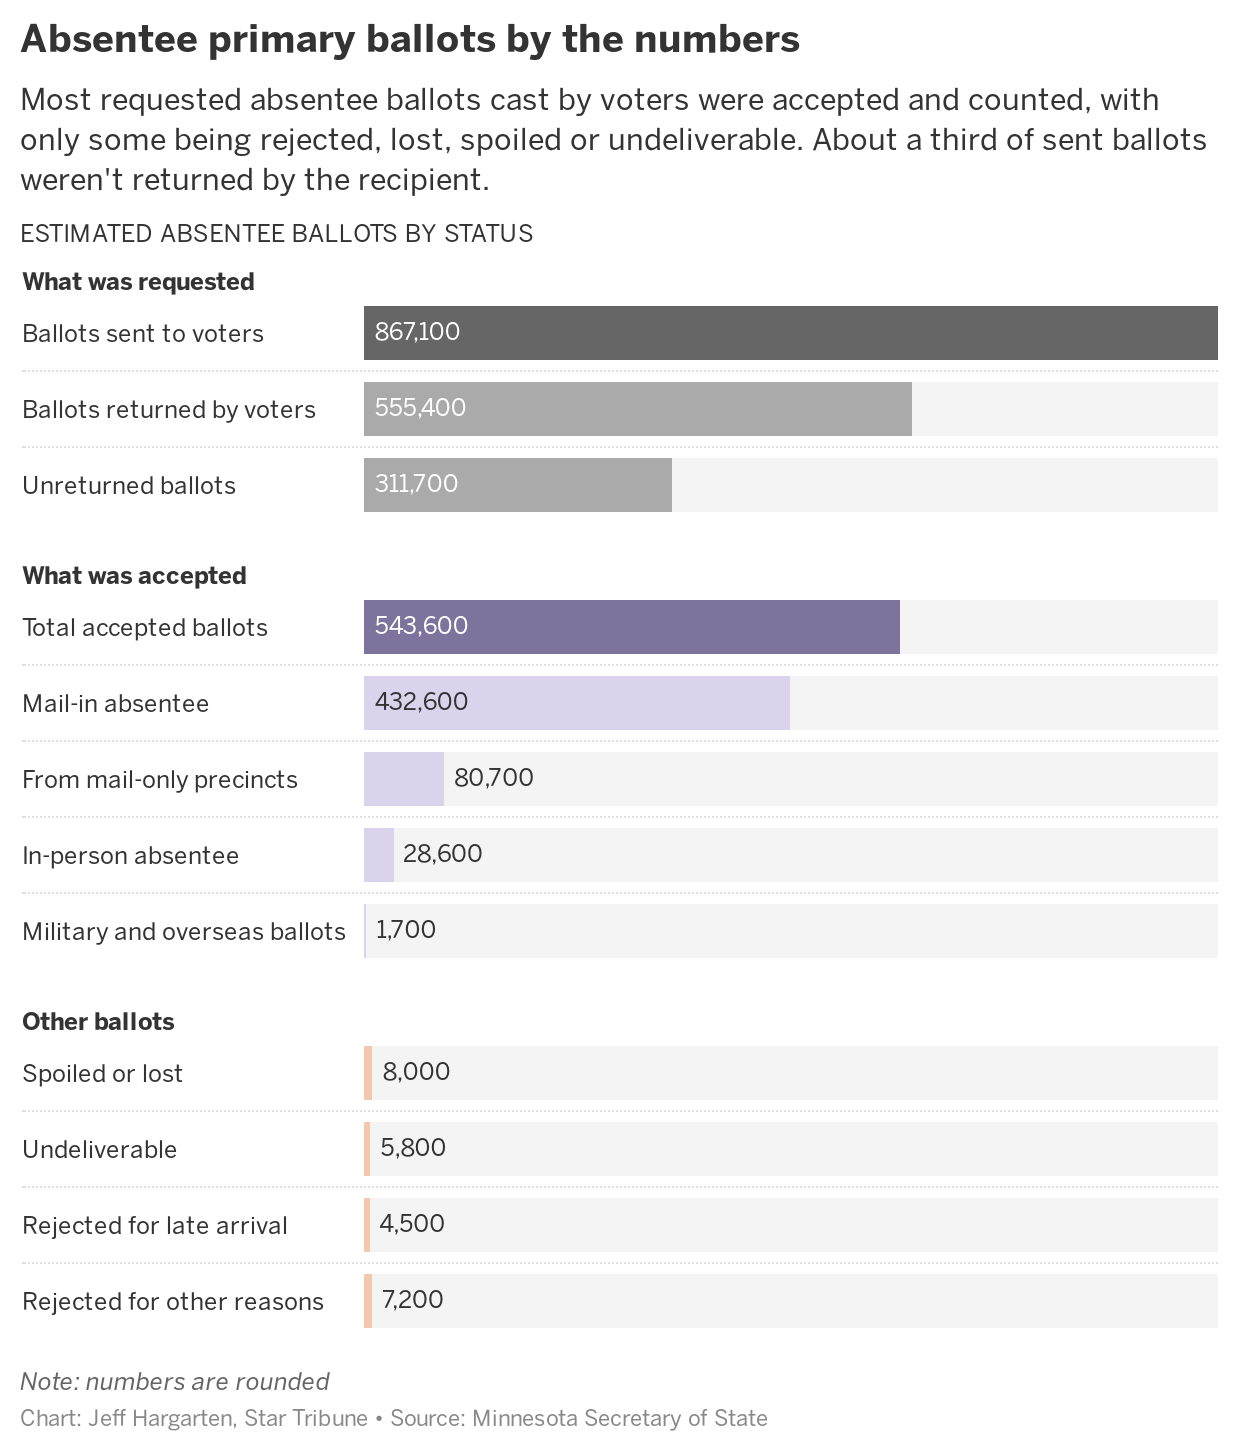 Absentee primary ballots by the numbers
Most requested absentee ballots cast by voters were accepted and counted, with
only some being rejected, lost, spoiled or undeliverable. About a third of sent ballots
weren't returned by the recipient.
ESTIMATED ABSENTEE BALLOTS BY STATUS
What was requested
Ballots sent to voters 867,100
Ballots returned by voters 555,400
Unreturned ballots 311,700
What was accepted
Total accepted ballots 543,600
Mail-in absentee 432,600
From mail-only precincts 80,700
In-person absentee 28,600
Military and overseas ballots 1,700
Other ballots
Spoiled or lost 8,000
Undeliverable 5,800
Rejected for late arrival 4,500
Rejected for other reasons 7,200
Note: numbers are rounded
Chart: Jeff Hargarten, Star Tribune • Source: Minnesota Secretary of State